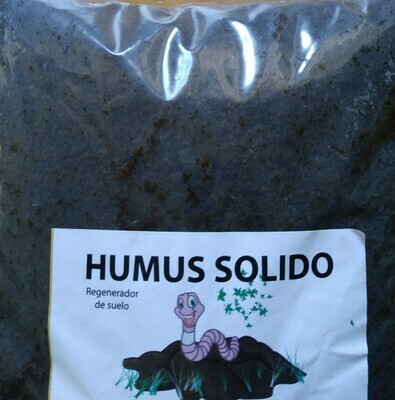 HUMUS SOLIDO
Regenerador
de suelo